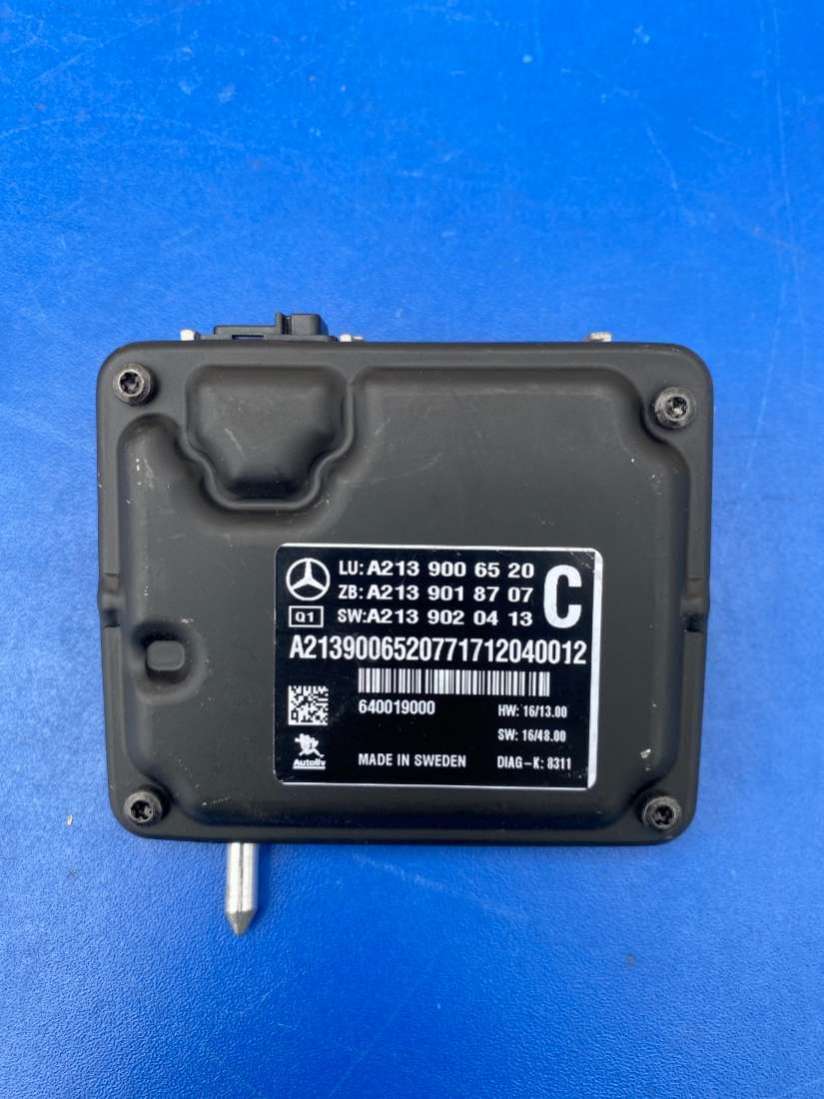 LU: A213 900 65 20
ZB: A213 901 87 07
C
Q1 SW: A213 902 04 13
A2139006520771712040012
640019000
HW: 16/13.00
SW: 16/48.00
Autoliv
MADE IN SWEDEN
DIAG-K: 8311